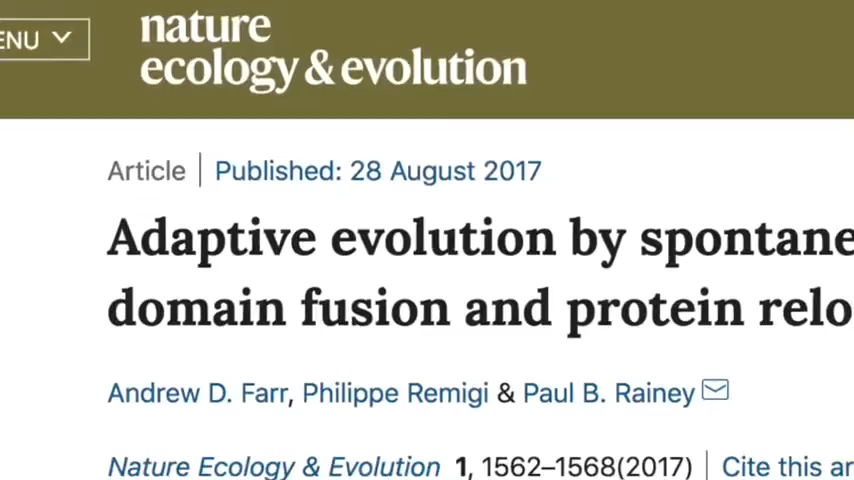 ENU
nature
ecology & evolution
Article | Published: 28 August 2017
Adaptive evolution by spontane
domain fusion and protein relo
Andrew D. Farr, Philippe Remigi & Paul B. Rainey
Nature Ecology & Evolution 1, 1562–1568(2017) | Cite this ar